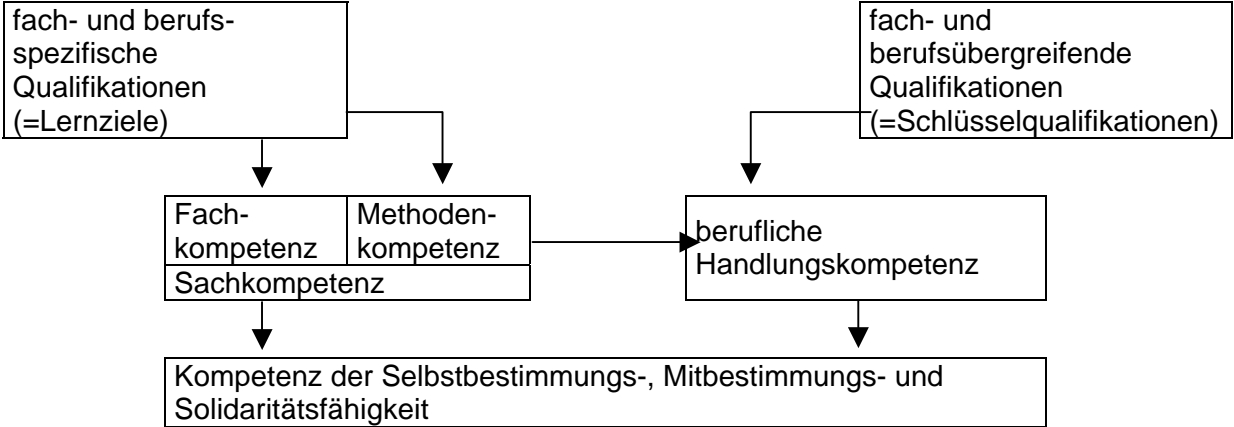 fach- und berufs-
spezifische
Qualifikationen
(=Lernziele)
fach- und
berufsübergreifende
Qualifikationen
(=Schlüsselqualifikationen)
Fach-
kompetenz
Methoden-
kompetenz
Sachkompetenz
berufliche
Handlungskompetenz
Kompetenz der Selbstbestimmungs-, Mitbestimmungs- und
Solidaritätsfähigkeit